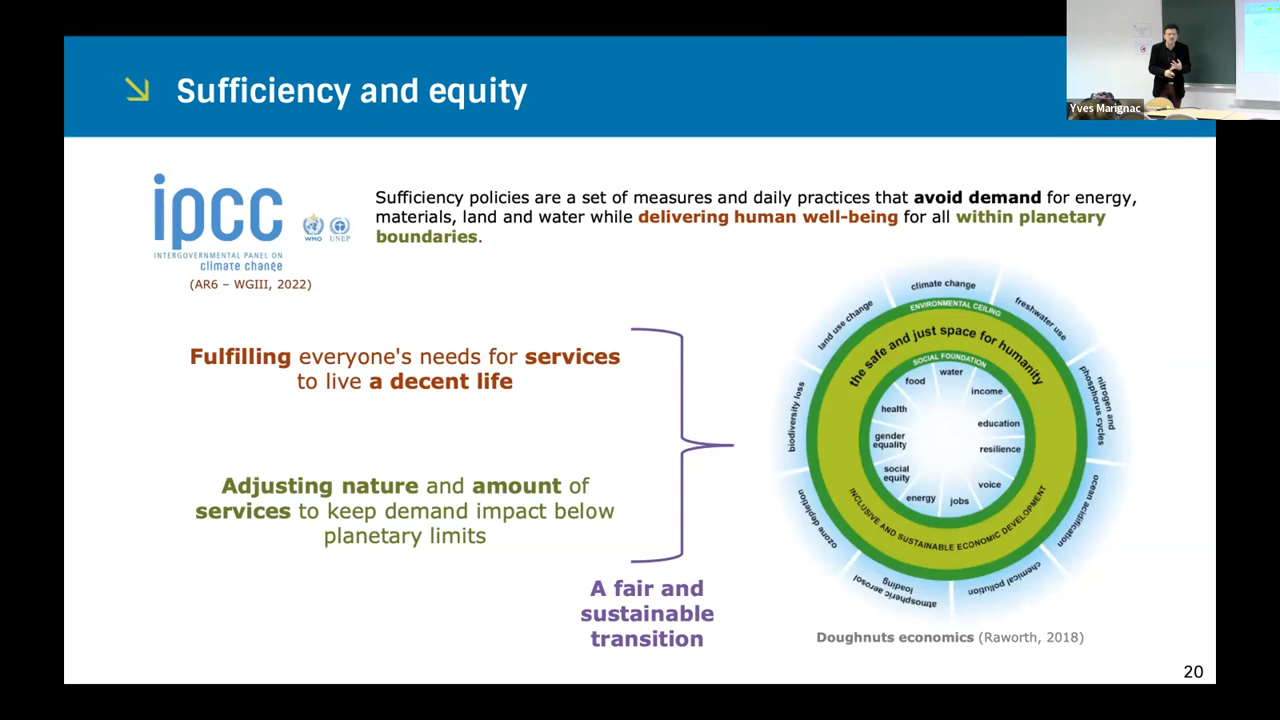 Sufficiency and equity
Yves Marignac
ipcc
INTERGOVERNMENTAL PANEL ON
climate change
WMO
UNEP
(AR6 – WGIII, 2022)
Sufficiency policies are a set of measures and daily practices that avoid demand for energy,
materials, land and water while delivering human well-being for all within planetary
boundaries.
Fulfilling everyone's needs for services
to live a decent life
Adjusting nature and amount of
services to keep demand impact below
planetary limits
A fair and
sustainable
transition
climate change
freshwater use
nitrogen and
phosphorus cycles
ocean acidification
chemical pollution
atmospheric aerosol
loading
ozone depletion
biodiversity loss
land use change
ENVIRONMENTAL CEILING
the safe and just space for humanity
SOCIAL FOUNDATION
water
income
education
resilience
voice
jobs
energy
social
equity
gender
equality
health
food
INCLUSIVE AND SUSTAINABLE ECONOMIC DEVELOPMENT
Doughnuts economics (Raworth, 2018)
20